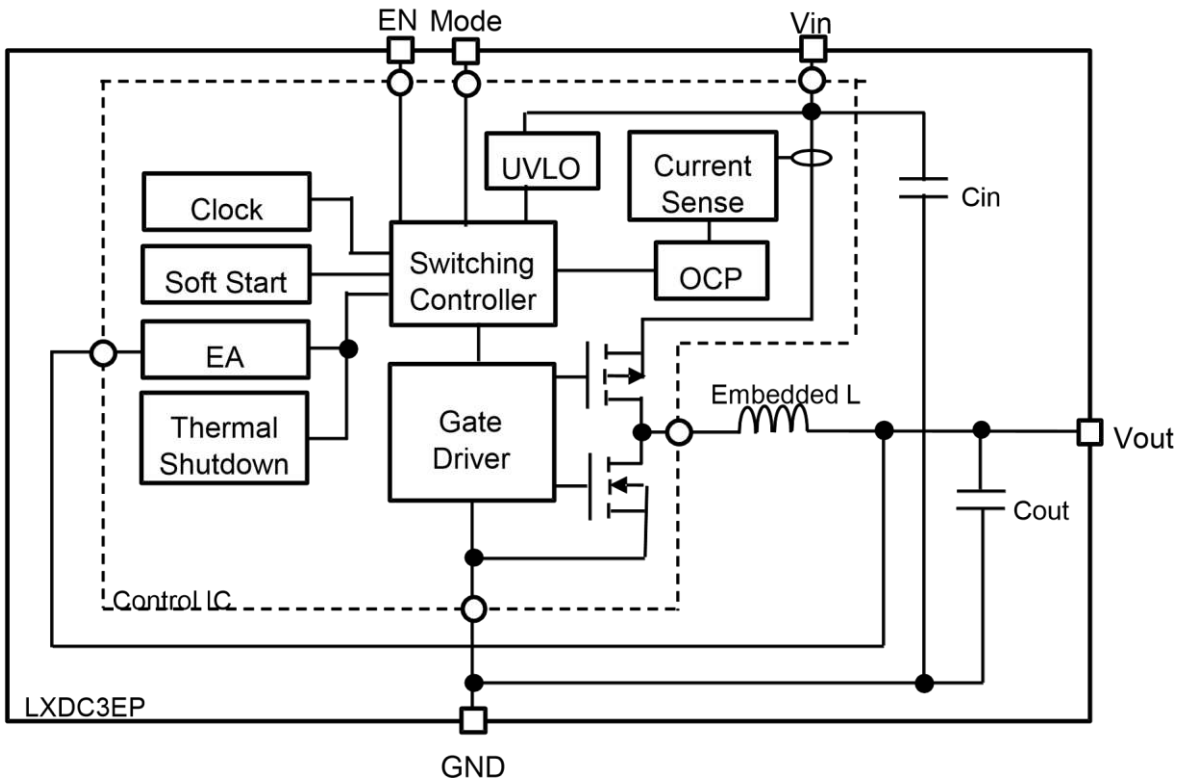 EN Mode Vin
UVLO
Current
Sense
Cin
Clock
Switching
Controller
OCP
Soft Start
EA
Embedded L
Gate
Driver
Thermal
Shutdown
Vout
Cout
Control IC
LXDC3EP
GND